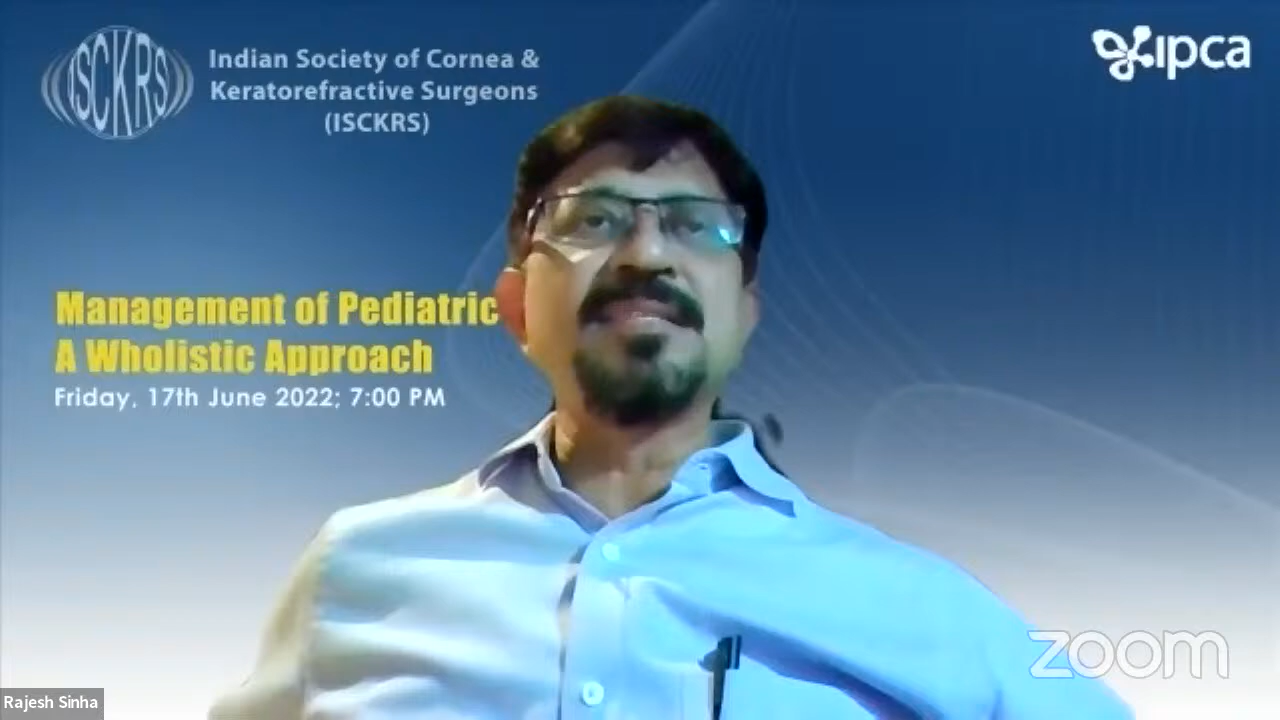 ISCKRS
Indian Society of Cornea &
Keratorefractive Surgeons
(ISCKRS)
ipca
Management of Pediatric
A Wholistic Approach
Friday, 17th June 2022; 7:00 PM
zoom
Rajesh Sinha